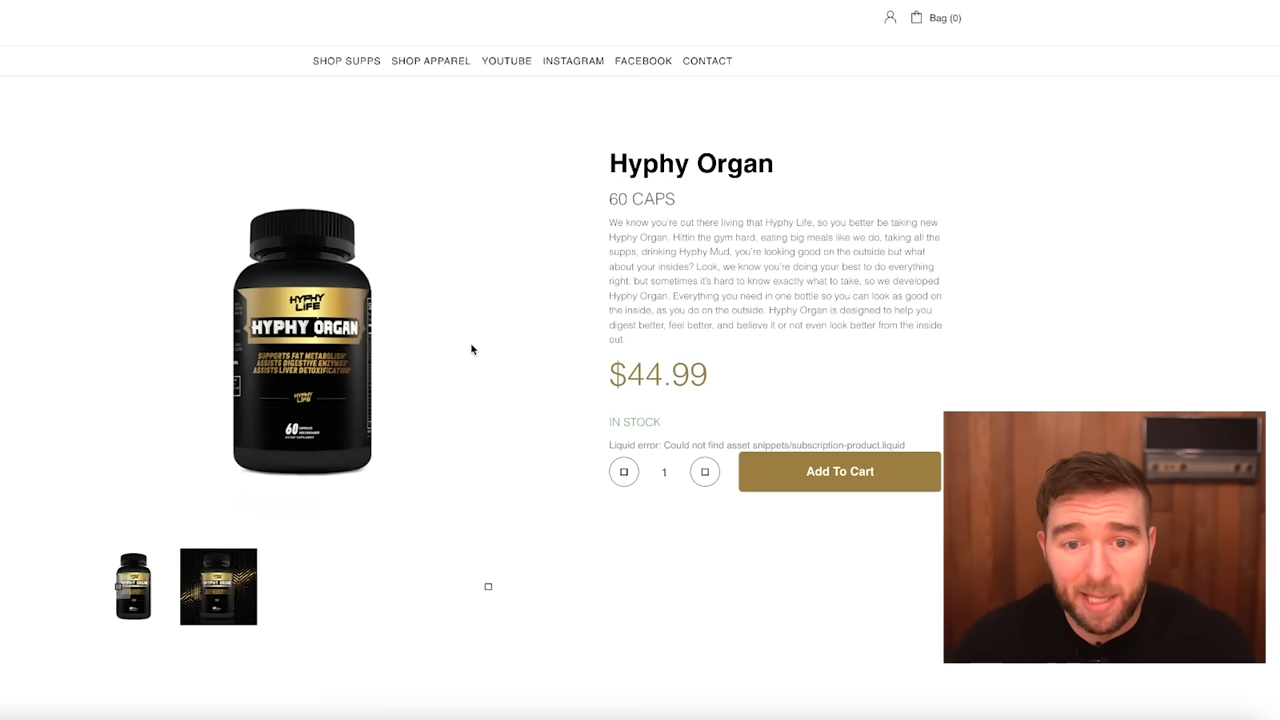 Bag (0)
SHOP SUPPS SHOP APPAREL YOUTUBE INSTAGRAM FACEBOOK CONTACT
Hyphy Organ
60 CAPS
We know you're out there living that Hyphy Life, so you better be taking new
Hyphy Organ. Hittin the gym hard, eating big meals like we do, taking all the
supps, drinking Hyphy Mud, you're looking good on the outside but what
about your insides? Look, we know you're doing your best to do everything
right, but sometimes it's hard to know exactly what to take, so we developed
Hyphy Organ. Everything you need in one bottle so you can look as good on
the inside, as you do on the outside. Hyphy Organ is designed to help you
digest better, feel better, and believe it or not even look better from the inside
out.
$44.99
IN STOCK
Liquid error: Could not find asset snippets/subscription-product.liquid
1
Add To Cart
HYPHY
LIFE
HYPHY ORGAN
SUPPORTS FAT METABOLISM*
ASSISTS DIGESTIVE ENZYMES*
ASSISTS LIVER DETOXIFICATION*
HYPHY
LIFE
60 CAPSULES